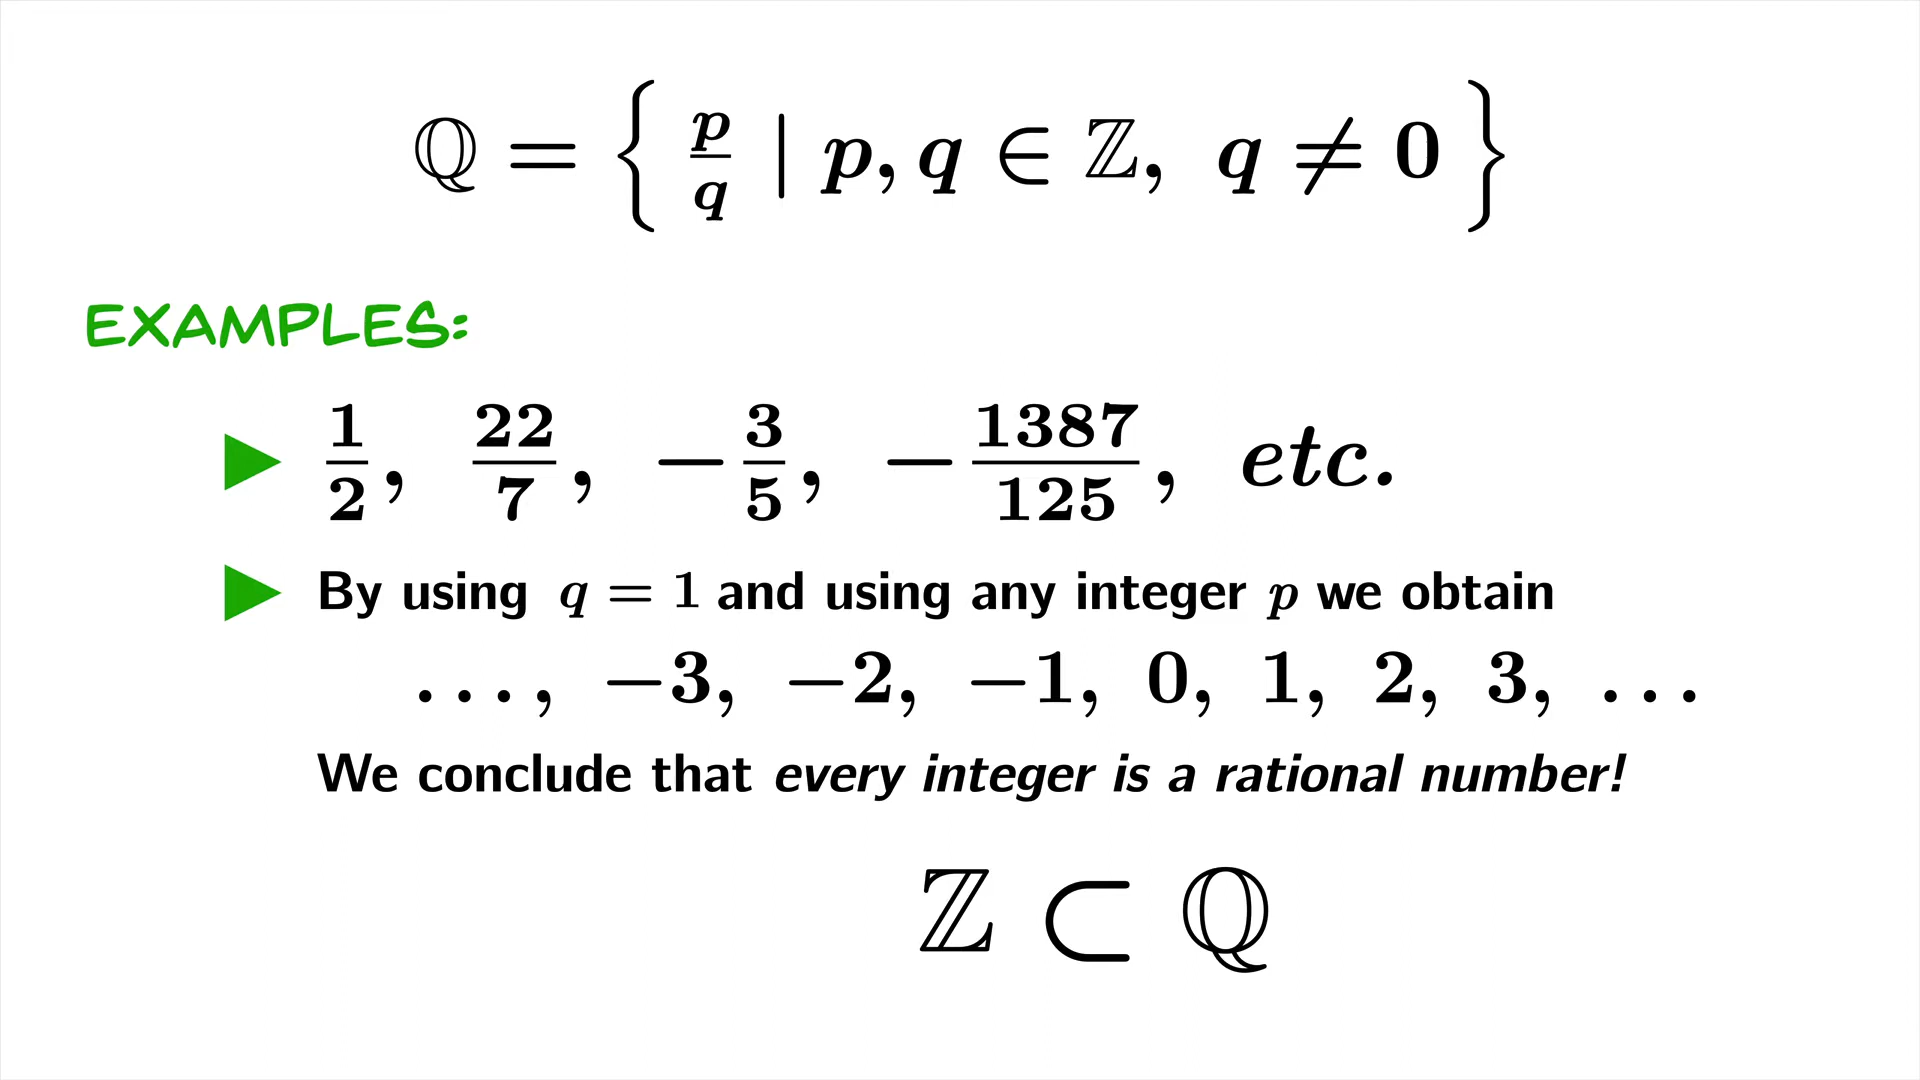 ℚ = { p/q | p, q ∈ ℤ, q ≠ 0 }
EXAMPLES:
▶ 1/2, 22/7, −3/5, −1387/125, etc.
▶ By using q = 1 and using any integer p we obtain
..., −3, −2, −1, 0, 1, 2, 3, ...
We conclude that every integer is a rational number!
ℤ ⊂ ℚ